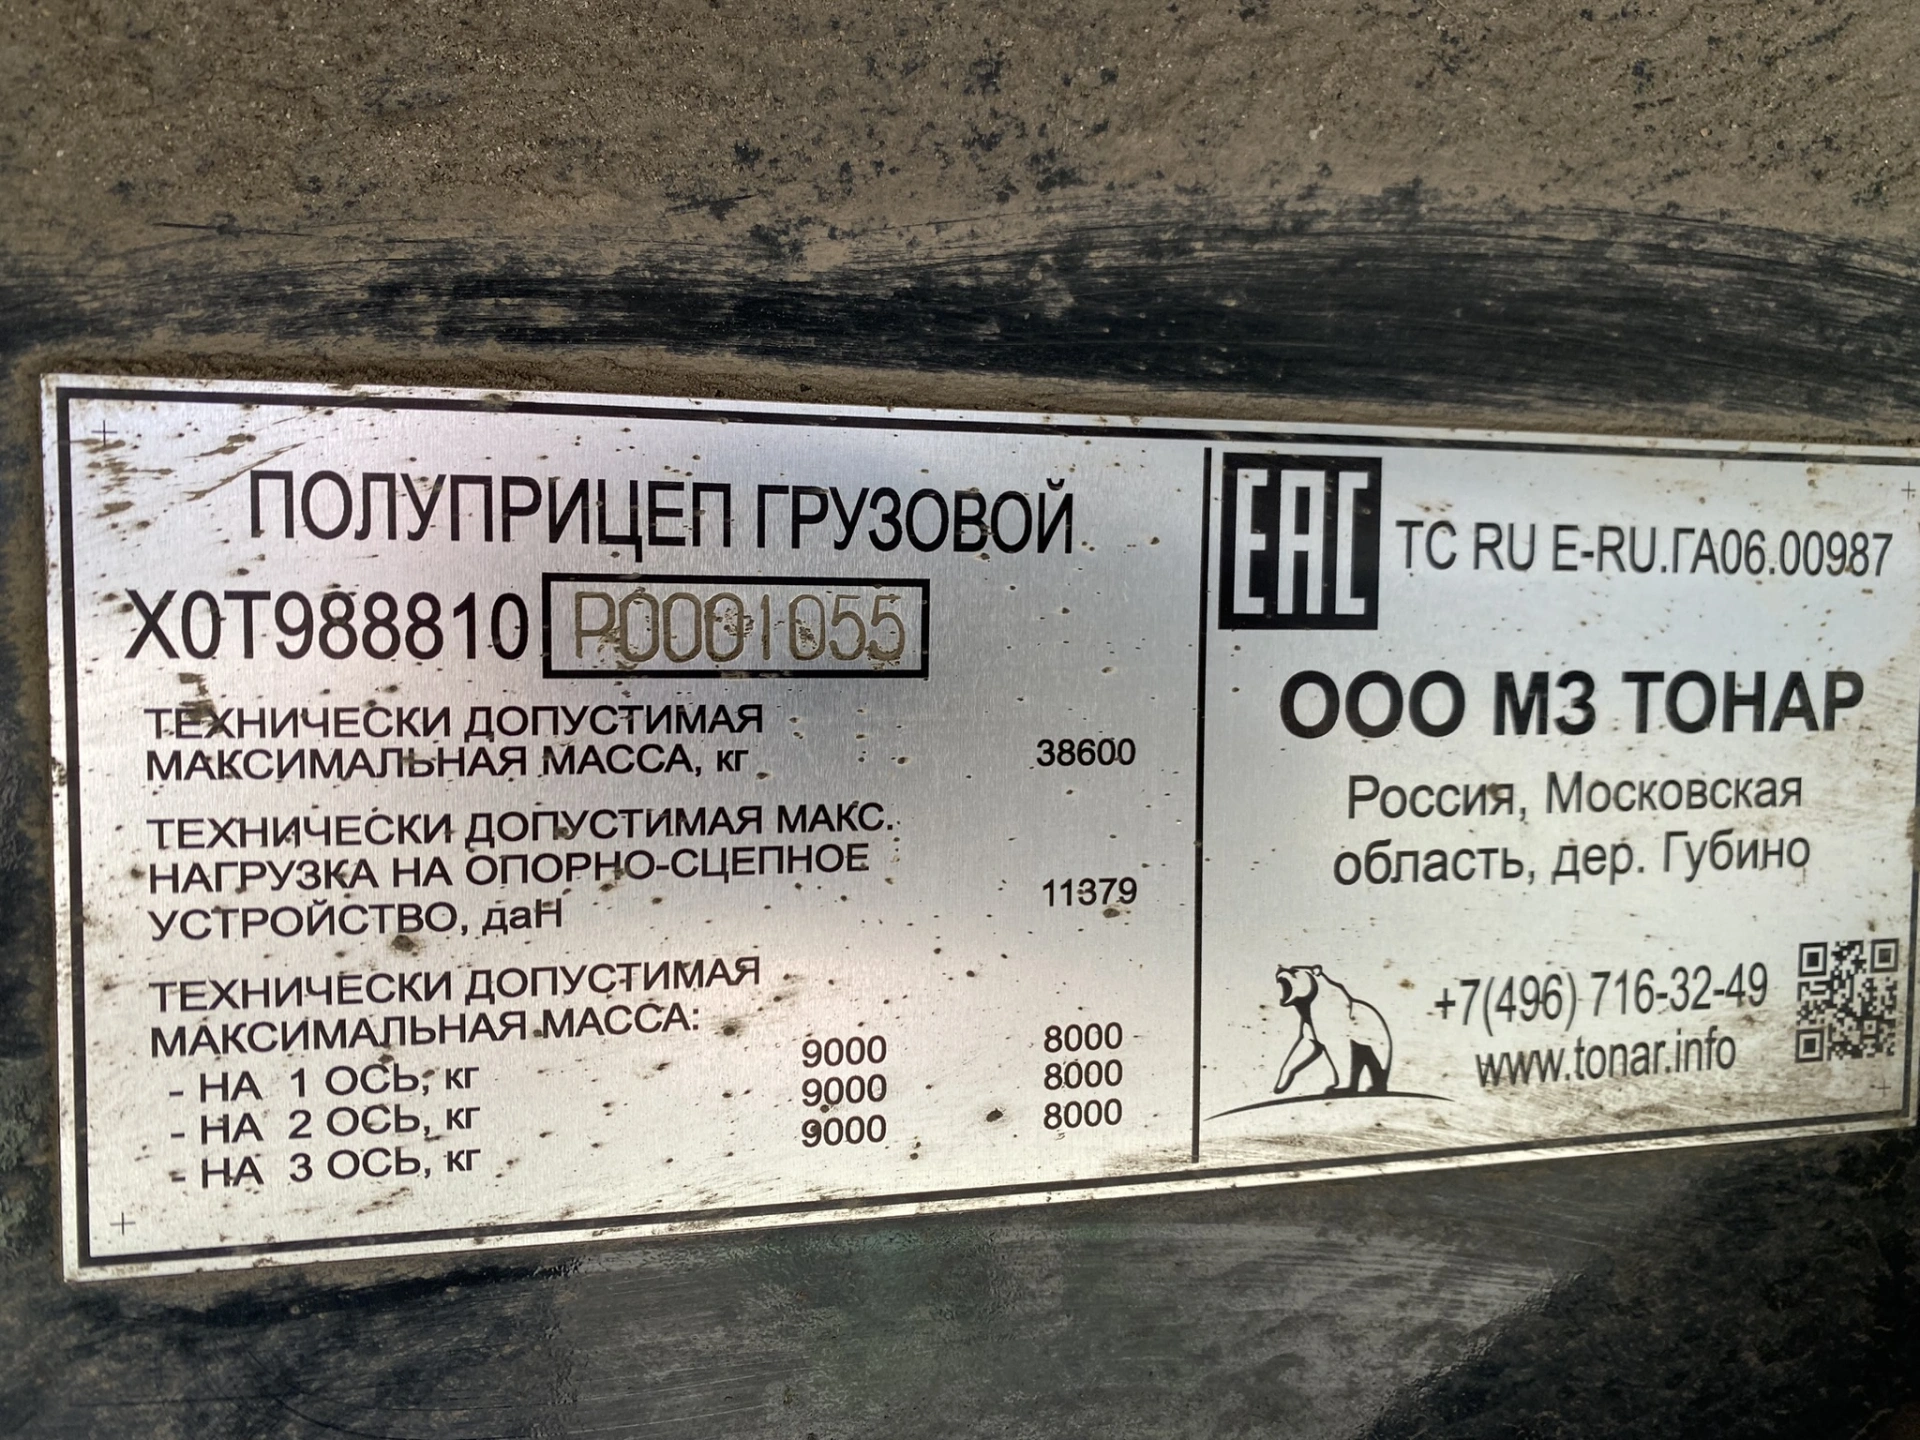 ПОЛУПРИЦЕП ГРУЗОВОЙ
X0T988810 P0001055
ТЕХНИЧЕСКИ ДОПУСТИМАЯ
МАКСИМАЛЬНАЯ МАССА, кг 38600
ТЕХНИЧЕСКИ ДОПУСТИМАЯ МАКС.
НАГРУЗКА НА ОПОРНО-СЦЕПНОЕ
УСТРОЙСТВО, даН 11379
ТЕХНИЧЕСКИ ДОПУСТИМАЯ
МАКСИМАЛЬНАЯ МАССА:
- НА 1 ОСЬ, кг 9000 8000
- НА 2 ОСЬ, кг 9000 8000
- НА 3 ОСЬ, кг 9000 8000
EAC TC RU E-RU.ГА06.00987
ООО МЗ ТОНАР
Россия, Московская
область, дер. Губино
+7(496) 716-32-49
www.tonar.info